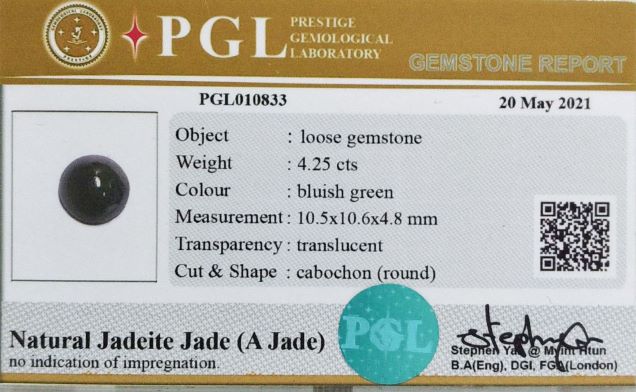 PGL PRESTIGE
GEMOLOGICAL
LABORATORY
GEMSTONE REPORT
PGL010833 20 May 2021
Object : loose gemstone
Weight : 4.25 cts
Colour : bluish green
Measurement : 10.5x10.6x4.8 mm
Transparency : translucent
Cut & Shape : cabochon (round)
PGL
Natural Jadeite Jade (A Jade)
no indication of impregnation.
Stephen @ Myint Htun
B.A(Eng), DGI, FGA(London)